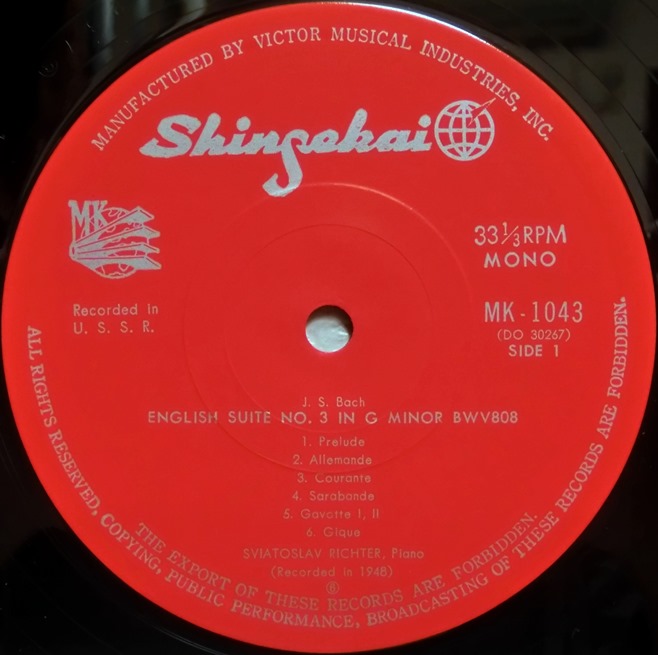 MANUFACTURED BY VICTOR MUSICAL INDUSTRIES, INC.
Shinsekai
MK
33⅓RPM
MONO
Recorded in
U. S. S. R.
MK-1043
(DO 30267)
SIDE 1
J. S. Bach
ENGLISH SUITE NO. 3 IN G MINOR BWV808
1. Prelude
2. Allemande
3. Courante
4. Sarabande
5. Gavotte I, II
6. Gique
SVIATOSLAV RICHTER, Piano
(Recorded in 1948)
THE EXPORT OF THESE RECORDS ARE FORBIDDEN.
ALL RIGHTS RESERVED, COPYING, PUBLIC PERFORMANCE, BROADCASTING OF THESE RECORDS ARE FORBIDDEN.